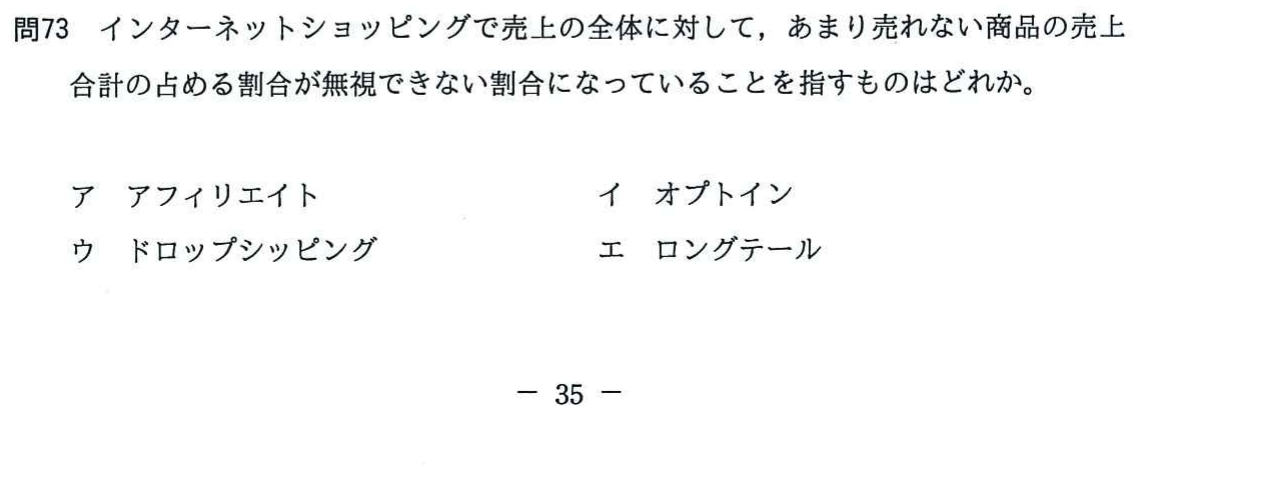 問73 インターネットショッピングで売上の全体に対して，あまり売れない商品の売上
合計の占める割合が無視できない割合になっていることを指すものはどれか。
ア アフィリエイト イ オプトイン
ウ ドロップシッピング エ ロングテール
－ 35 －